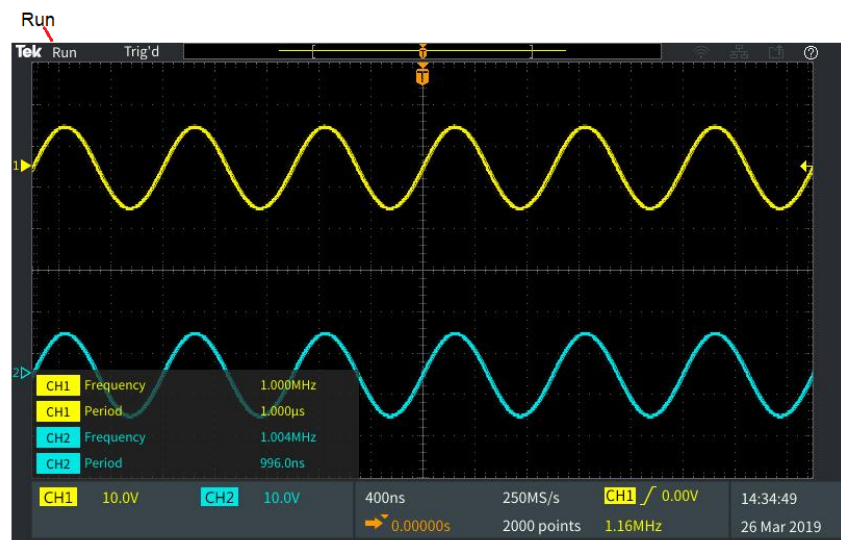 Run
Tek Run Trig'd
T
T
1
2
CH1 Frequency 1.000MHz
CH1 Period 1.000µs
CH2 Frequency 1.004MHz
CH2 Period 996.0ns
CH1 10.0V CH2 10.0V 400ns 250MS/s CH1 0.00V 14:34:49
0.00000s 2000 points 1.16MHz 26 Mar 2019